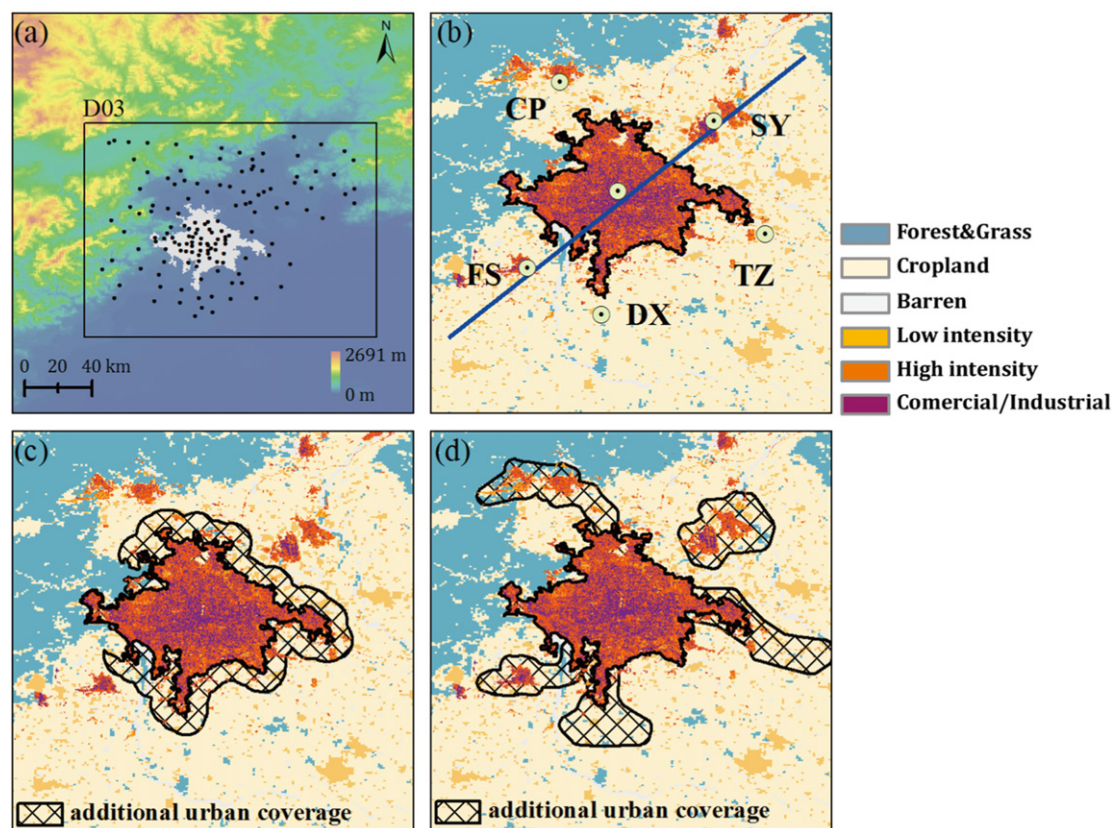 (a)
N
D03
0 20 40 km
2691 m
0 m
(b)
CP
SY
FS
TZ
DX
Forest&Grass
Cropland
Barren
Low intensity
High intensity
Comercial/Industrial
(c)
additional urban coverage
(d)
additional urban coverage